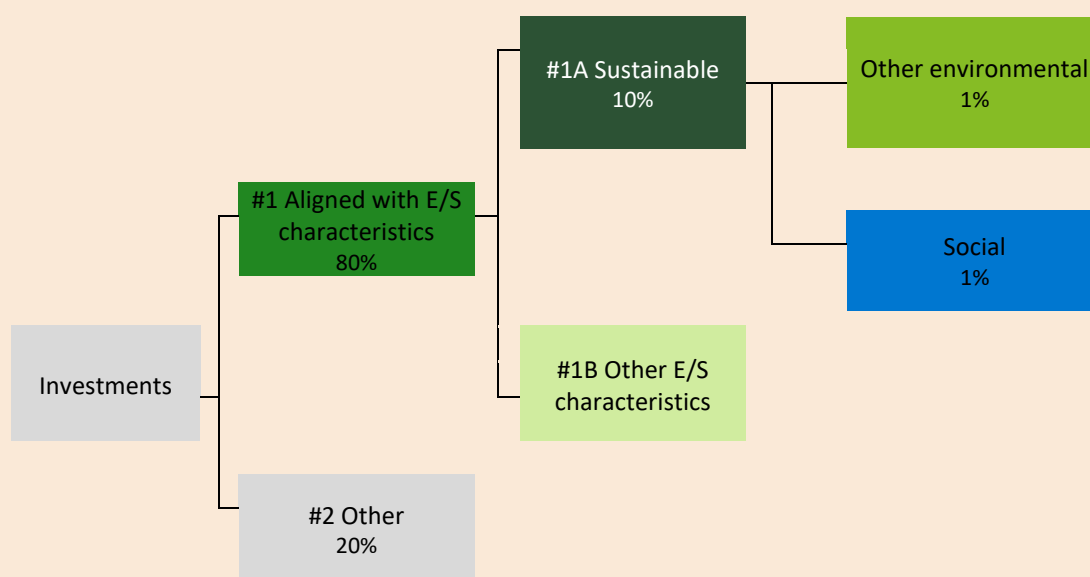 #1A Sustainable
10%
Other environmental
1%
#1 Aligned with E/S
characteristics
80%
Social
1%
Investments
#1B Other E/S
characteristics
#2 Other
20%